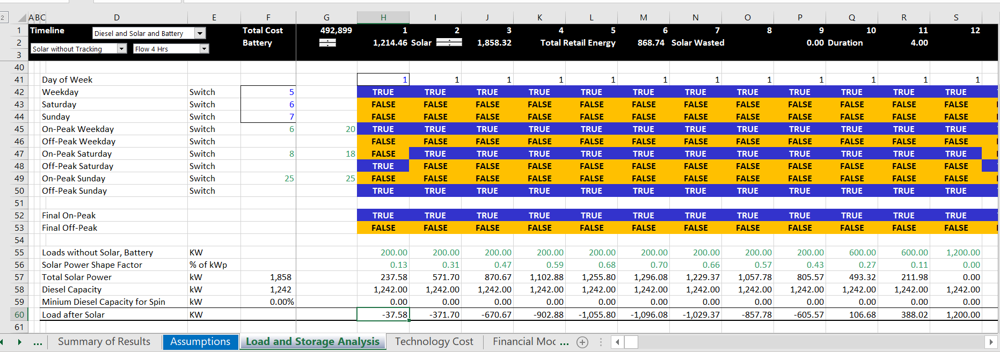 2 A B C D E F G H I J K L M N O P Q R S
1 Timeline Diesel and Solar and Battery Total Cost 492,899 1 2 3 4 5 6 7 8 9 10 11 12
2 Battery 1,214.46 Solar 1,858.32 Total Retail Energy 868.74 Solar Wasted 0.00 Duration 4.00
Solar without Tracking Flow 4 Hrs
3
40
41 Day of Week 1 1 1 1 1 1 1 1 1 1 1 1
42 Weekday Switch 5 TRUE TRUE TRUE TRUE TRUE TRUE TRUE TRUE TRUE TRUE TRUE TRUE
43 Saturday Switch 6 FALSE FALSE FALSE FALSE FALSE FALSE FALSE FALSE FALSE FALSE FALSE FALSE
44 Sunday Switch 7 FALSE FALSE FALSE FALSE FALSE FALSE FALSE FALSE FALSE FALSE FALSE FALSE
45 On-Peak Weekday Switch 6 20 TRUE TRUE TRUE TRUE TRUE TRUE TRUE TRUE TRUE TRUE TRUE TRUE
46 Off-Peak Weekday Switch FALSE FALSE FALSE FALSE FALSE FALSE FALSE FALSE FALSE FALSE FALSE FALSE
47 On-Peak Saturday Switch 8 18 FALSE TRUE TRUE TRUE TRUE TRUE TRUE TRUE TRUE TRUE TRUE TRUE
48 Off-Peak Saturday Switch TRUE FALSE FALSE FALSE FALSE FALSE FALSE FALSE FALSE FALSE FALSE FALSE
49 On-Peak Sunday Switch 25 25 FALSE FALSE FALSE FALSE FALSE FALSE FALSE FALSE FALSE FALSE FALSE FALSE
50 Off-Peak Sunday Switch TRUE TRUE TRUE TRUE TRUE TRUE TRUE TRUE TRUE TRUE TRUE TRUE
51
52 Final On-Peak TRUE TRUE TRUE TRUE TRUE TRUE TRUE TRUE TRUE TRUE TRUE TRUE
53 Final Off-Peak FALSE FALSE FALSE FALSE FALSE FALSE FALSE FALSE FALSE FALSE FALSE FALSE
54
55 Loads without Solar, Battery KW 200.00 200.00 200.00 200.00 200.00 200.00 200.00 200.00 200.00 600.00 600.00 1,200.00
56 Solar Power Shape Factor % of kWp 0.13 0.31 0.47 0.59 0.68 0.70 0.66 0.57 0.43 0.27 0.11 0.00
57 Total Solar Power kW 1,858 237.58 571.70 870.67 1,102.88 1,255.80 1,296.08 1,229.37 1,057.78 805.57 493.32 211.98 0.00
58 Diesel Capacity kW 1,242 1,242.00 1,242.00 1,242.00 1,242.00 1,242.00 1,242.00 1,242.00 1,242.00 1,242.00 1,242.00 1,242.00 1,242.00
59 Minium Diesel Capacity for Spin kW 0.00% 0.00 0.00 0.00 0.00 0.00 0.00 0.00 0.00 0.00 0.00 0.00 0.00
60 Load after Solar KW -37.58 -371.70 -670.67 -902.88 -1,055.80 -1,096.08 -1,029.37 -857.78 -605.57 106.68 388.02 1,200.00
61
... Summary of Results Assumptions Load and Storage Analysis Technology Cost Financial Moc ...